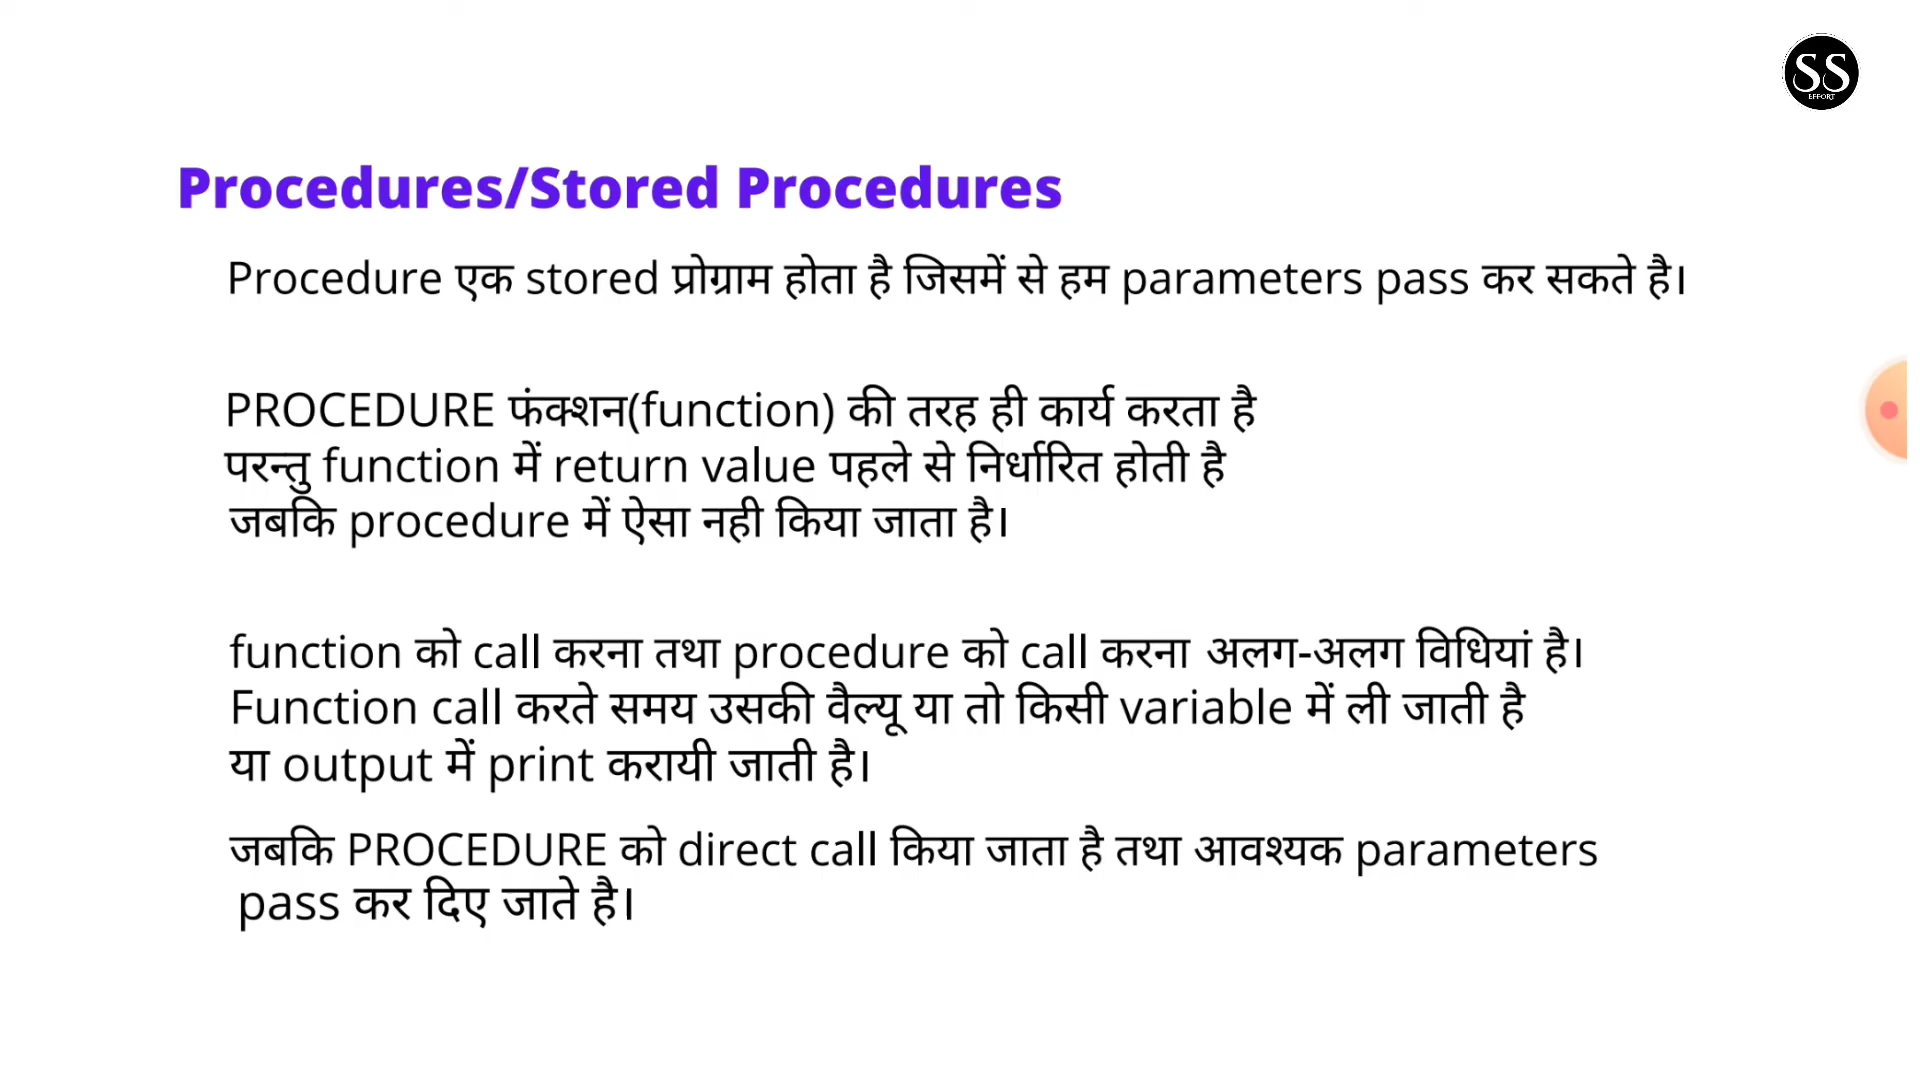 SS
EFFORT
Procedures/Stored Procedures
Procedure एक stored प्रोग्राम होता है जिसमें से हम parameters pass कर सकते है।
PROCEDURE फंक्शन(function) की तरह ही कार्य करता है
परन्तु function में return value पहले से निर्धारित होती है
जबकि procedure में ऐसा नही किया जाता है।
function को call करना तथा procedure को call करना अलग-अलग विधियां है।
Function call करते समय उसकी वैल्यू या तो किसी variable में ली जाती है
या output में print करायी जाती है।
जबकि PROCEDURE को direct call किया जाता है तथा आवश्यक parameters
pass कर दिए जाते है।